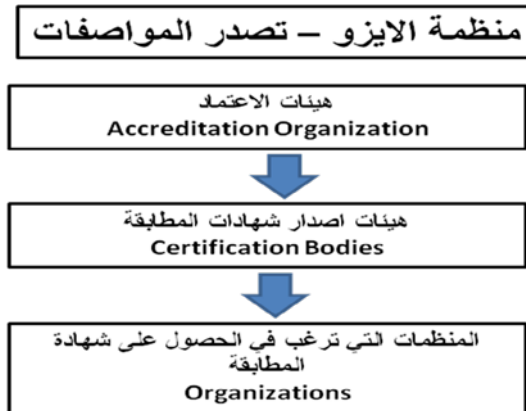 منظمة الايزو – تصدر المواصفات
هيئات الاعتماد
Accreditation Organization
هيئات اصدار شهادات المطابقة
Certification Bodies
المنظمات التي ترغب في الحصول على شهادة
المطابقة
Organizations